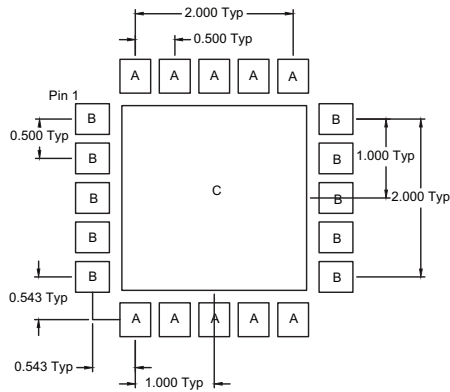 2.000 Typ
0.500 Typ
A A A A A
Pin 1
B B
0.500 Typ
B B
1.000 Typ
B C B
2.000 Typ
B B
B B
0.543 Typ
A A A A A
0.543 Typ
1.000 Typ